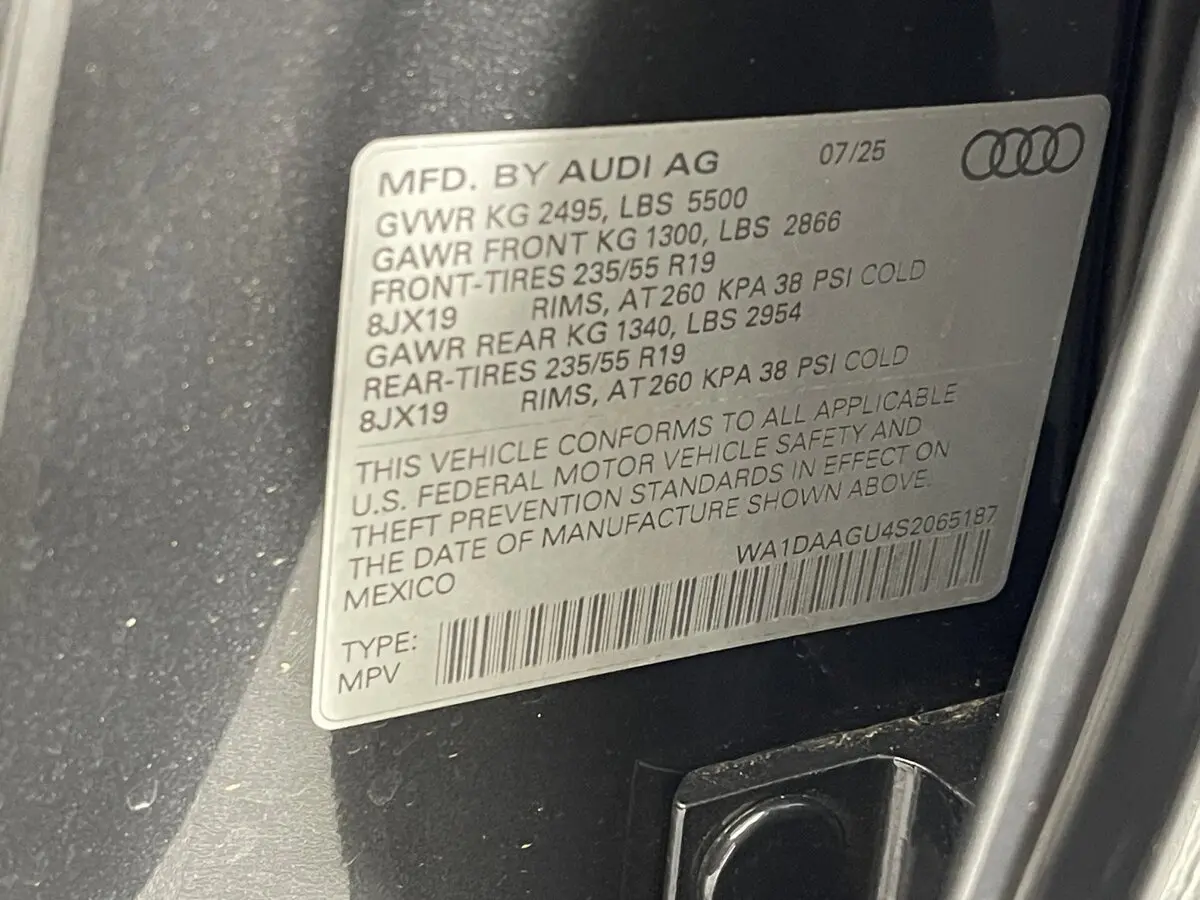 MFD. BY AUDI AG 07/25
GVWR KG 2495, LBS 5500
GAWR FRONT KG 1300, LBS 2866
FRONT-TIRES 235/55 R19
8JX19 RIMS, AT 260 KPA 38 PSI COLD
GAWR REAR KG 1340, LBS 2954
REAR-TIRES 235/55 R19
8JX19 RIMS, AT 260 KPA 38 PSI COLD
THIS VEHICLE CONFORMS TO ALL APPLICABLE
U.S. FEDERAL MOTOR VEHICLE SAFETY AND
THEFT PREVENTION STANDARDS IN EFFECT ON
THE DATE OF MANUFACTURE SHOWN ABOVE.
MEXICO WA1DAAGU4S2065187
TYPE:
MPV